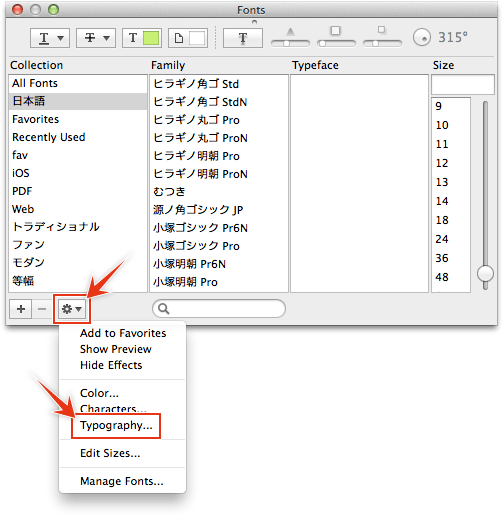 Fonts
T T T 315°
Collection Family Typeface Size
All Fonts
日本語
Favorites
Recently Used
fav
iOS
PDF
Web
トラディショナル
ファン
モダン
等幅
ヒラギノ角ゴ Std
ヒラギノ角ゴ StdN
ヒラギノ丸ゴ Pro
ヒラギノ丸ゴ ProN
ヒラギノ明朝 Pro
ヒラギノ明朝 ProN
むつき
源ノ角ゴシック JP
小塚ゴシック Pr6N
小塚ゴシック Pro
小塚明朝 Pr6N
小塚明朝 Pro
9
10
11
12
13
14
18
24
36
48
Add to Favorites
Show Preview
Hide Effects
Color...
Characters...
Typography...
Edit Sizes...
Manage Fonts...